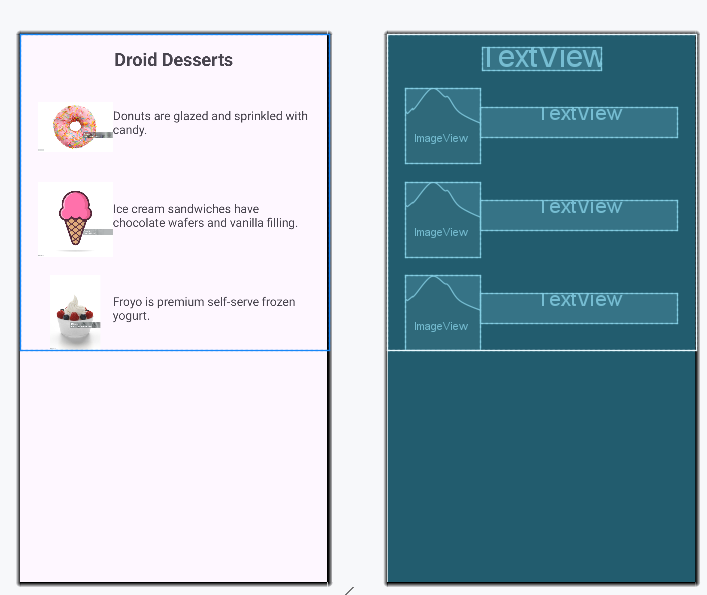 Droid Desserts
Donuts are glazed and sprinkled with
candy.
Ice cream sandwiches have
chocolate wafers and vanilla filling.
Froyo is premium self-serve frozen
yogurt.
TextView
ImageView
TextView
ImageView
TextView
ImageView
TextView